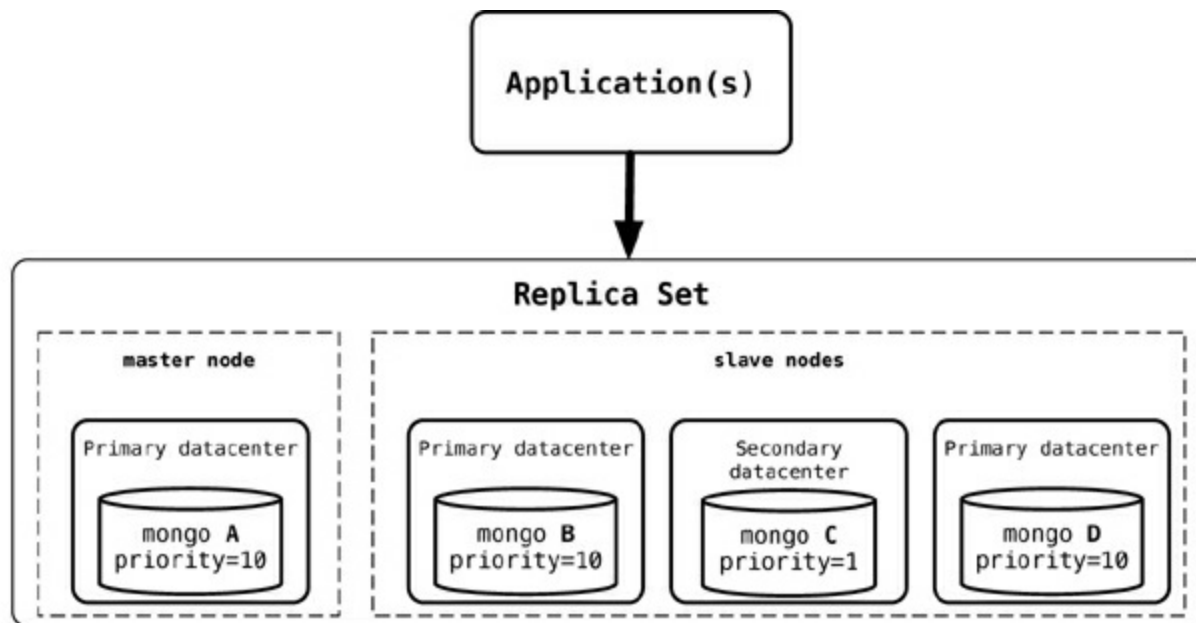 Application(s)
Replica Set
master node
slave nodes
Primary datacenter
mongo A
priority=10
Primary datacenter
mongo B
priority=10
Secondary
datacenter
mongo C
priority=1
Primary datacenter
mongo D
priority=10